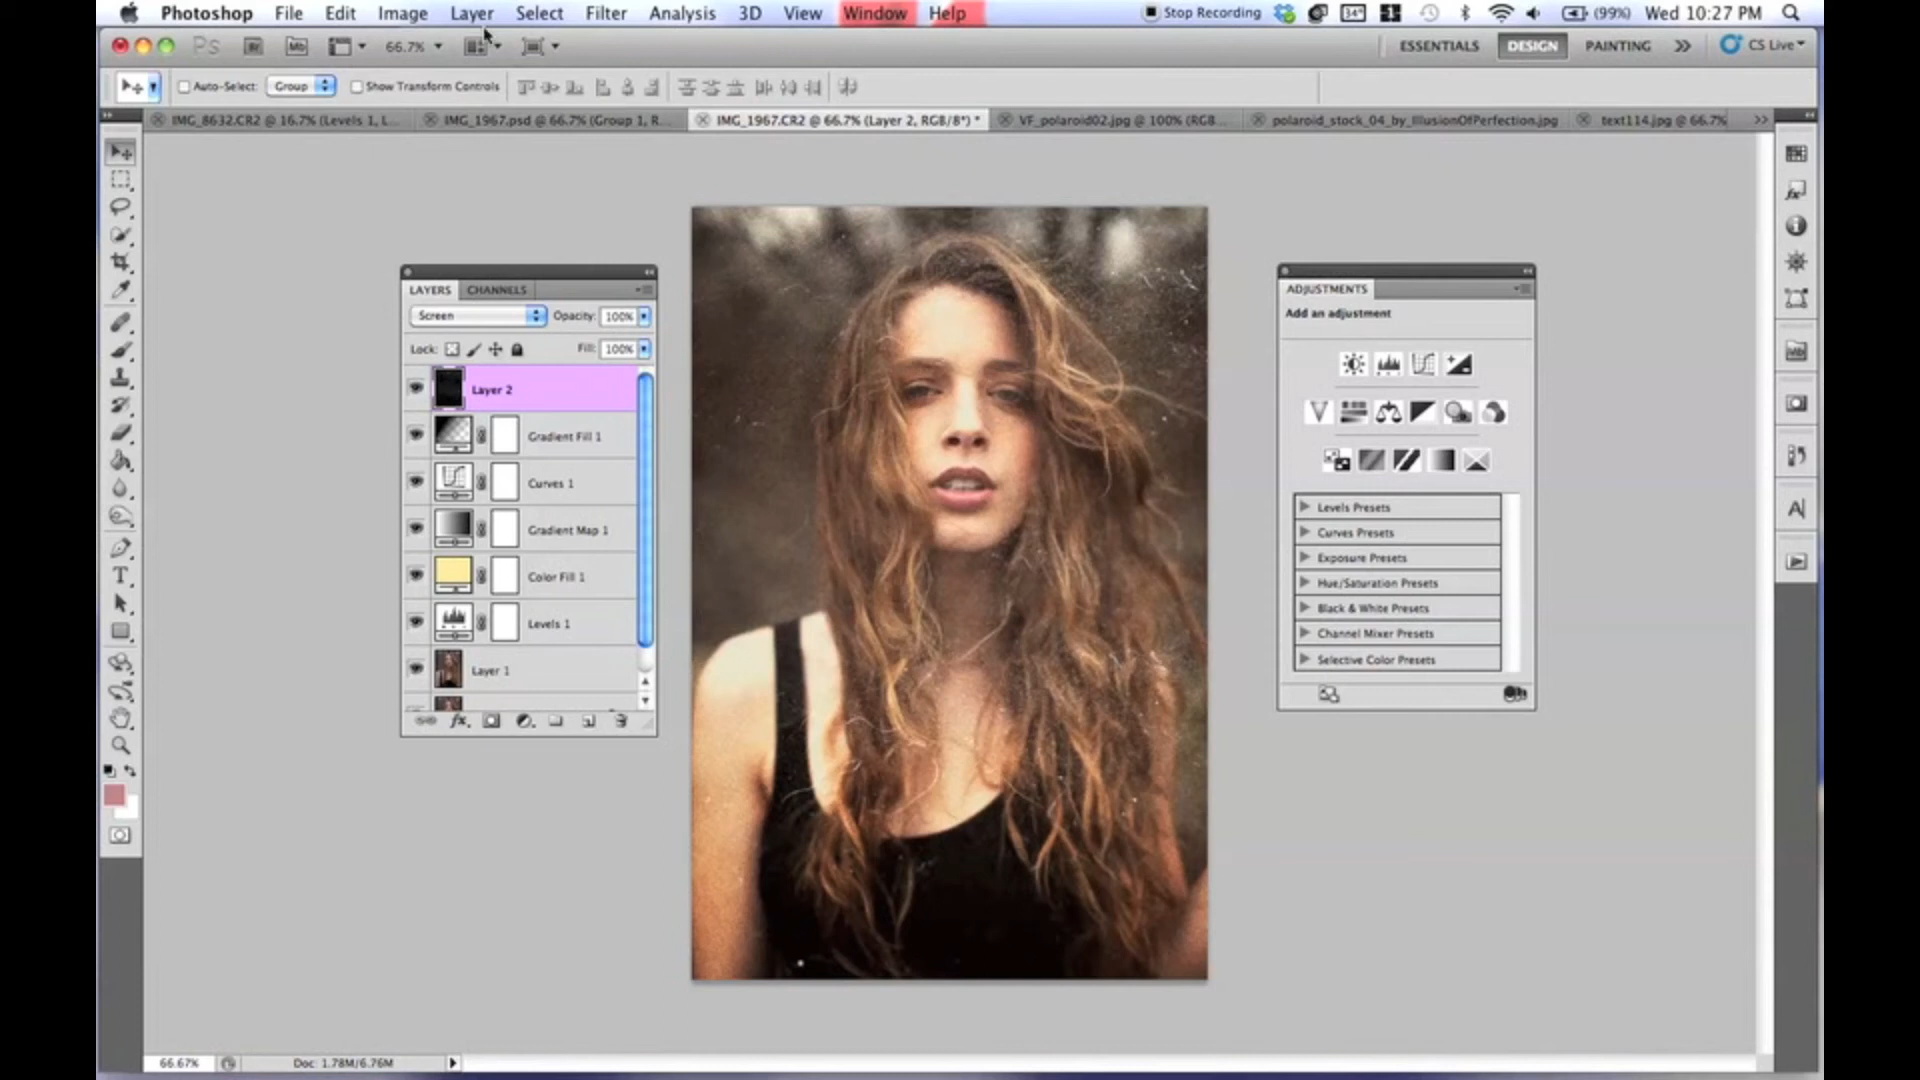 Photoshop File Edit Image Layer Select Filter Analysis 3D View Window Help Stop Recording 34° (99%) Wed 10:27 PM
Ps Br Mb 66.7% ESSENTIALS DESIGN PAINTING CS Live
Auto-Select: Group Show Transform Controls
IMG_8632.CR2 @ 16.7% (Levels 1, L... IMG_1967.psd @ 66.7% (Group 1, R... IMG_1967.CR2 @ 66.7% (Layer 2, RGB/8*) * VF_polaroid02.jpg @ 100% (RGB... polaroid_stock_04_by_IllusionOfPerfection.jpg text114.jpg @ 66.7%
LAYERS CHANNELS
Screen Opacity: 100%
Lock: Fill: 100%
Layer 2
Gradient Fill 1
Curves 1
Gradient Map 1
Color Fill 1
Levels 1
Layer 1
ADJUSTMENTS
Add an adjustment
Levels Presets
Curves Presets
Exposure Presets
Hue/Saturation Presets
Black & White Presets
Channel Mixer Presets
Selective Color Presets
66.67% Doc: 1.78M/6.76M